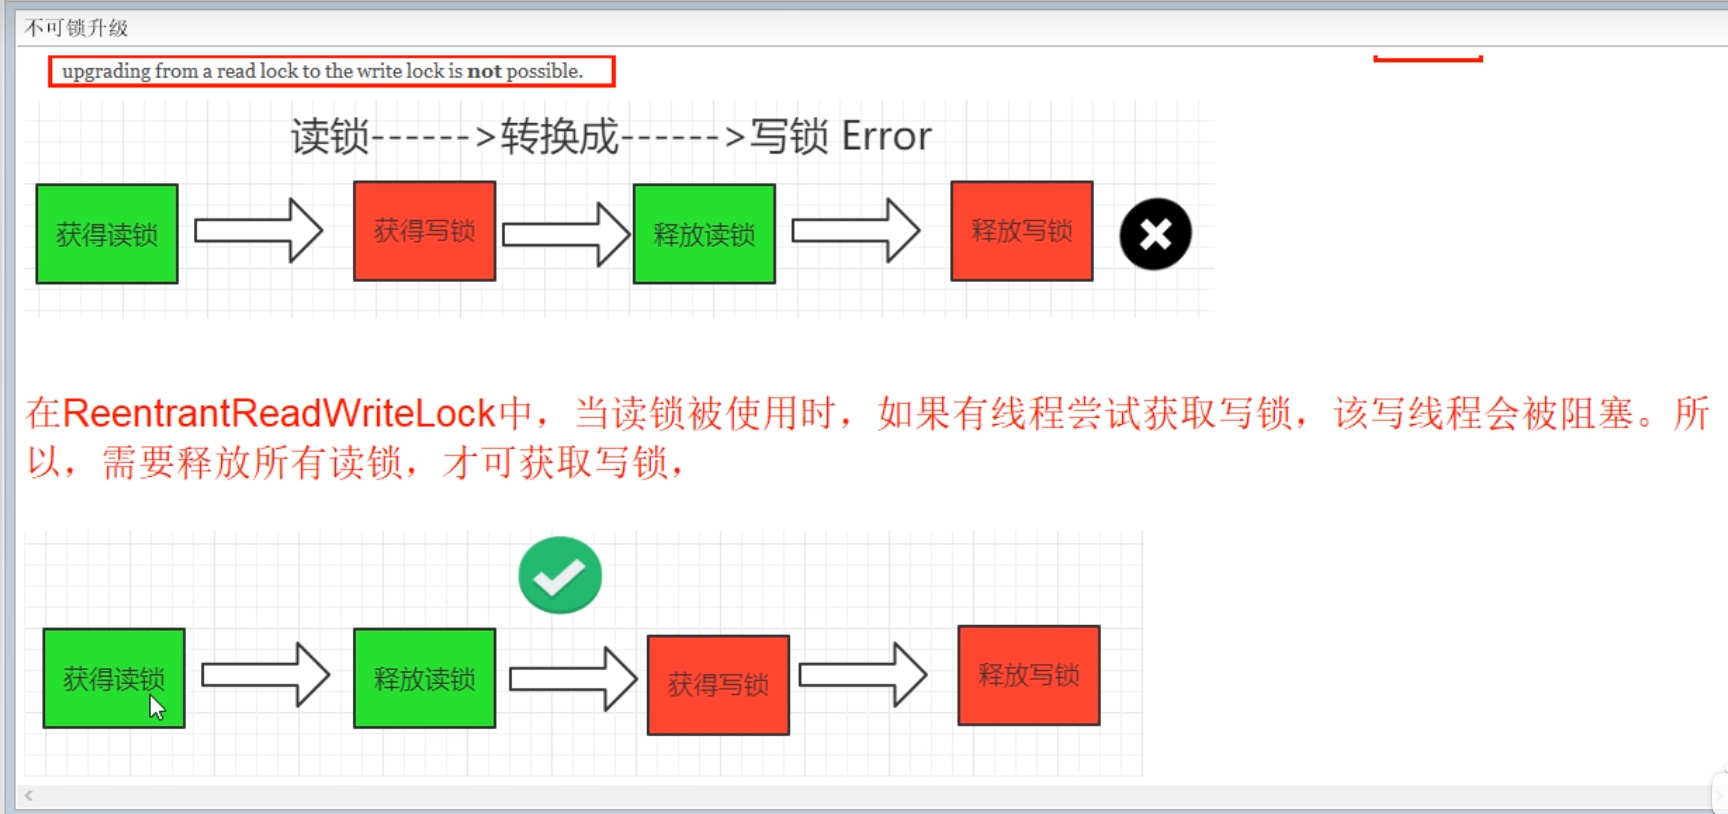 不可锁升级
upgrading from a read lock to the write lock is not possible.
读锁------>转换成------>写锁 Error
获得读锁
获得写锁
释放读锁
释放写锁
在ReentrantReadWriteLock中，当读锁被使用时，如果有线程尝试获取写锁，该写线程会被阻塞。所
以，需要释放所有读锁，才可获取写锁，
获得读锁
释放读锁
获得写锁
释放写锁